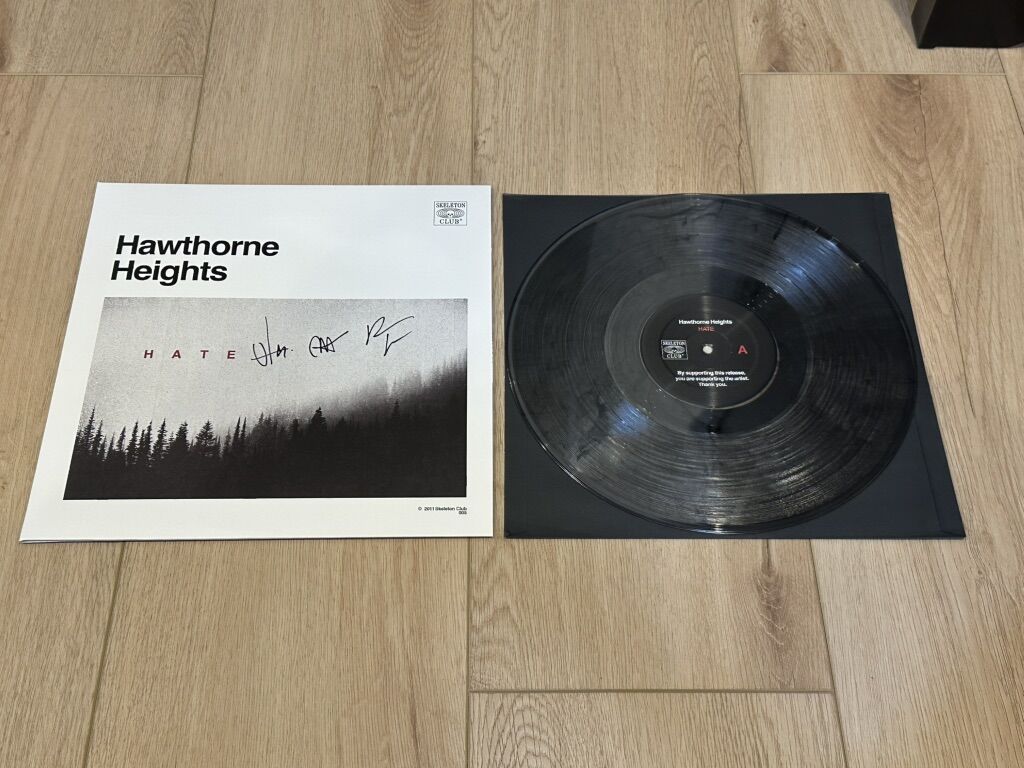 SKELETON
CLUB®
Hawthorne
Heights
HATE
© 2011 Skeleton Club
005
Hawthorne Heights
HATE
SKELETON
CLUB®
A
By supporting this release,
you are supporting the artist.
Thank you.